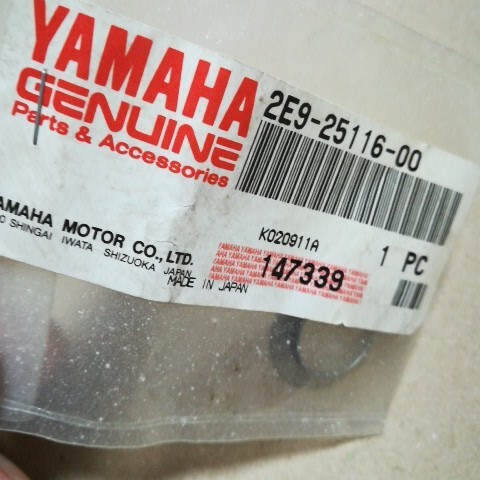 YAMAHA
GENUINE
Parts & Accessories
2E9-25116-00
YAMAHA MOTOR CO., LTD.
SHINGAI IWATA SHIZUOKA JAPAN
MADE IN JAPAN
K020911A
147339
1 PC